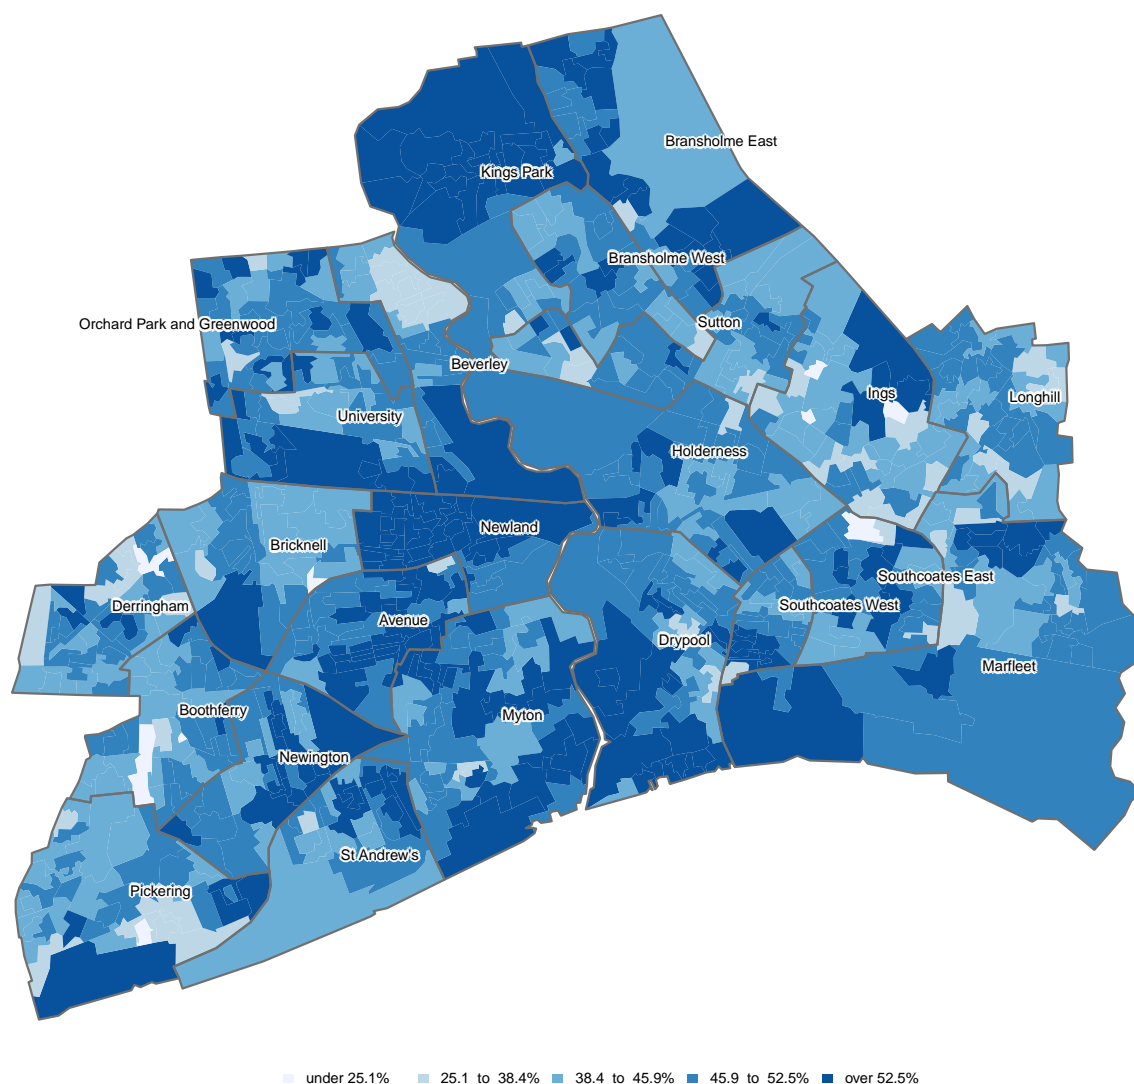 Bransholme East
Kings Park
Bransholme West
Orchard Park and Greenwood
Sutton
Beverley
Ings
Longhill
University
Holderness
Newland
Bricknell
Southcoates East
Derringham
Southcoates West
Avenue
Drypool
Marfleet
Boothferry
Myton
Newington
St Andrew's
Pickering
under 25.1% 25.1 to 38.4% 38.4 to 45.9% 45.9 to 52.5% over 52.5%